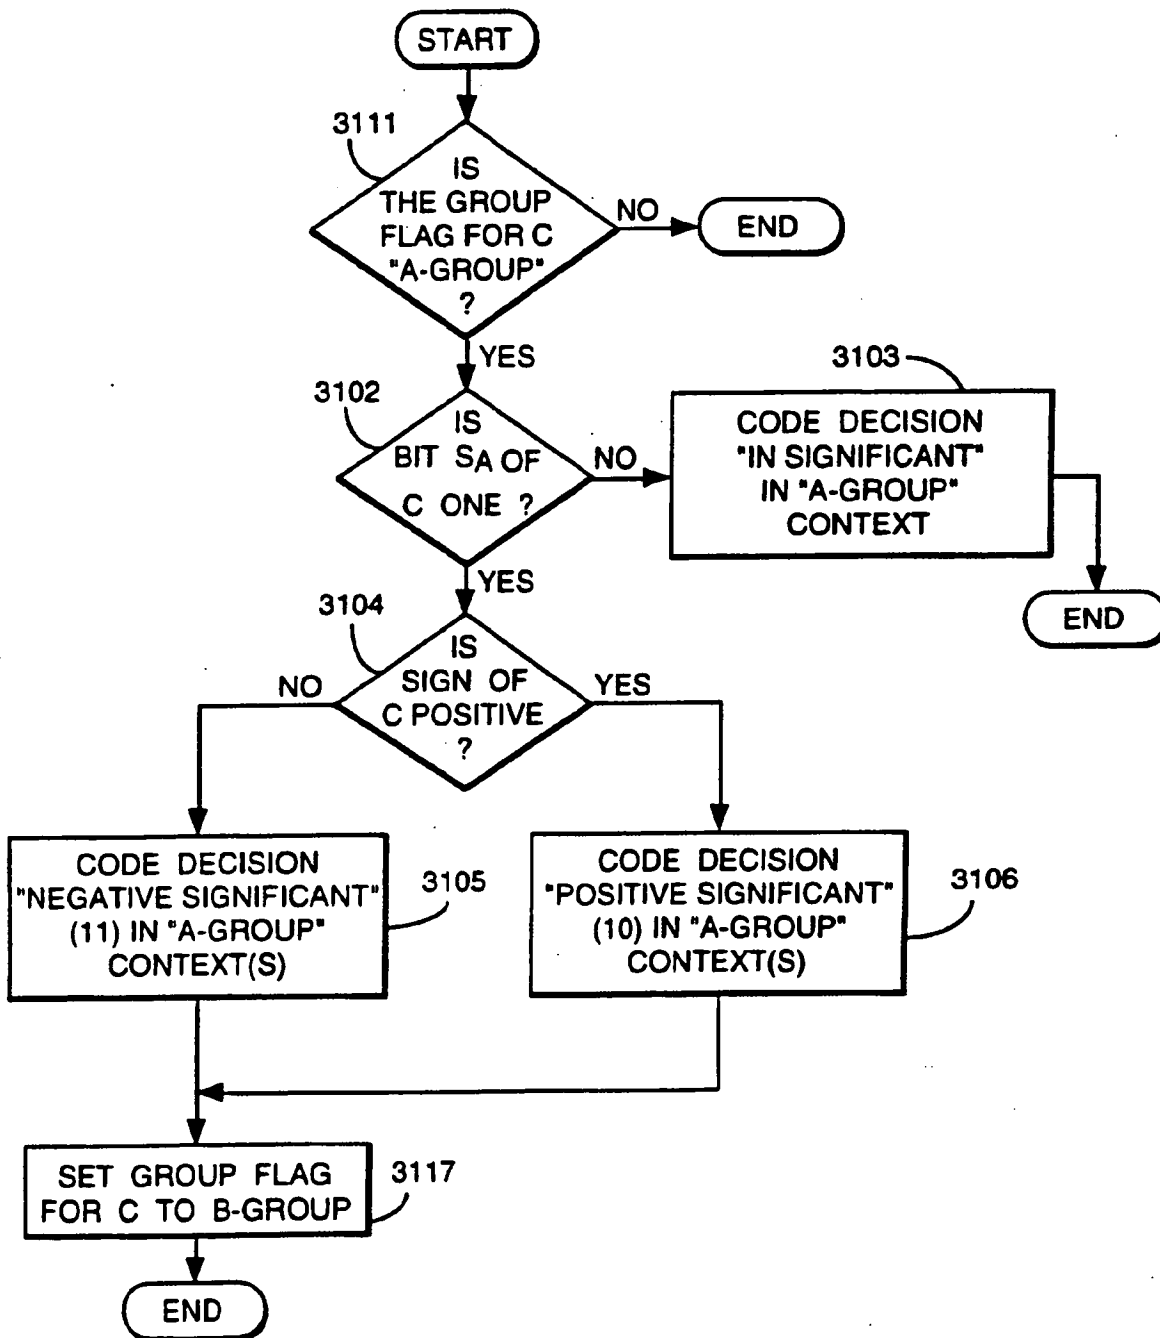 START
3111
IS
THE GROUP
FLAG FOR C
"A-GROUP"
?
NO
END
YES
3102
IS
BIT SA OF
C ONE ?
NO
3103
CODE DECISION
"IN SIGNIFICANT"
IN "A-GROUP"
CONTEXT
END
YES
3104
IS
SIGN OF
C POSITIVE
?
NO
YES
CODE DECISION
"NEGATIVE SIGNIFICANT"
(11) IN "A-GROUP"
CONTEXT(S)
3105
CODE DECISION
"POSITIVE SIGNIFICANT"
(10) IN "A-GROUP"
CONTEXT(S)
3106
SET GROUP FLAG
FOR C TO B-GROUP
3117
END